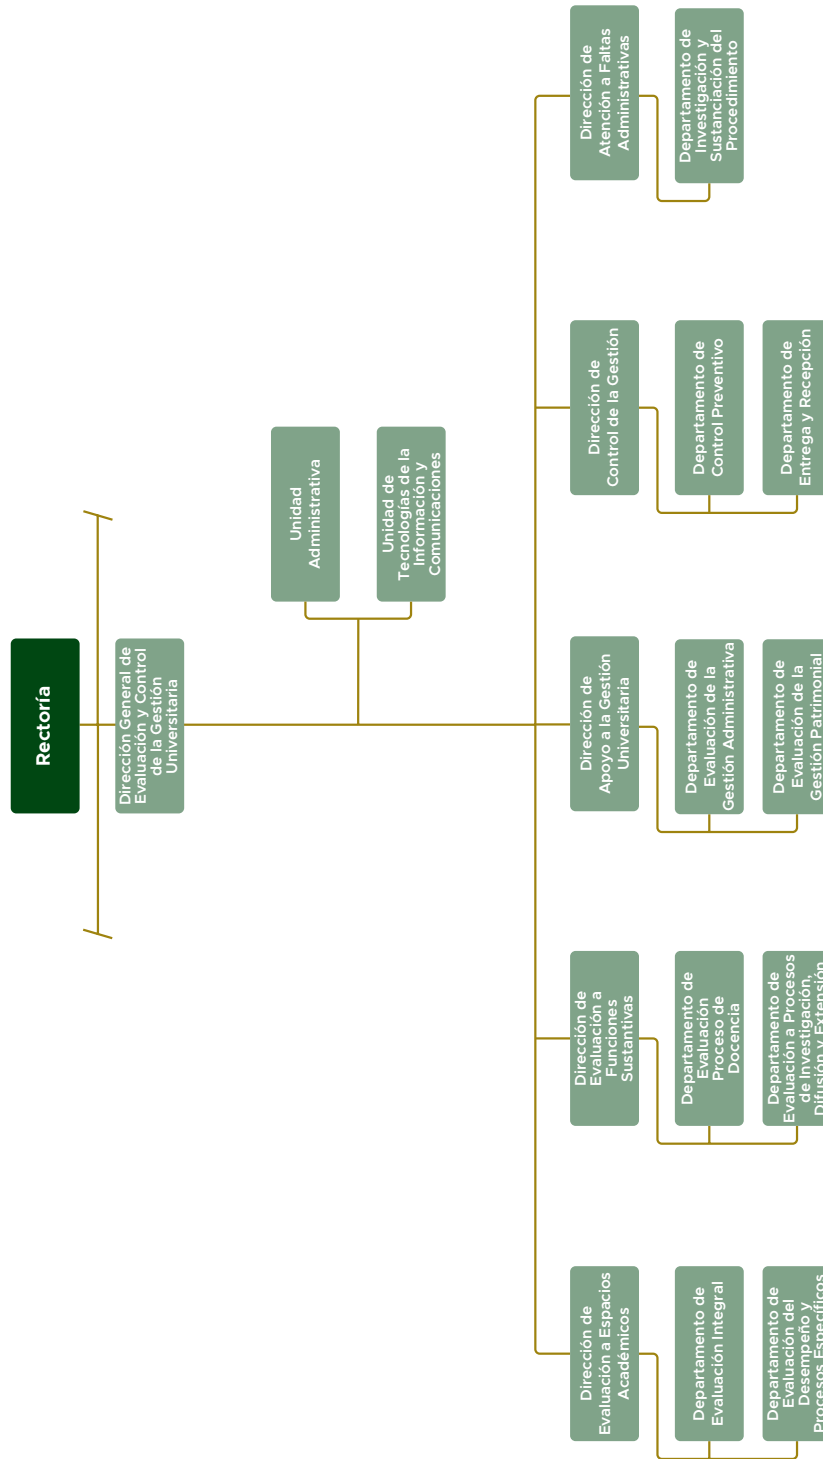 Rectoría
Dirección General de
Evaluación y Control
de la Gestión
Universitaria
Unidad
Administrativa
Unidad de
Tecnologías de la
Información y
Comunicaciones
Dirección de
Evaluación a Espacios
Académicos
Departamento de
Evaluación Integral
Departamento de
Evaluación del
Desempeño y
Procesos Específicos
Dirección de
Evaluación a
Funciones
Sustantivas
Departamento de
Evaluación
Proceso de
Docencia
Departamento de
Evaluación a Procesos
de Investigación,
Difusión y Extensión
Dirección de
Apoyo a la Gestión
Universitaria
Departamento de
Evaluación de la
Gestión Administrativa
Departamento de
Evaluación de la
Gestión Patrimonial
Dirección de
Control de la Gestión
Departamento de
Control Preventivo
Departamento de
Entrega y Recepción
Dirección de
Atención a Faltas
Administrativas
Departamento de
Investigación y
Sustanciación del
Procedimiento